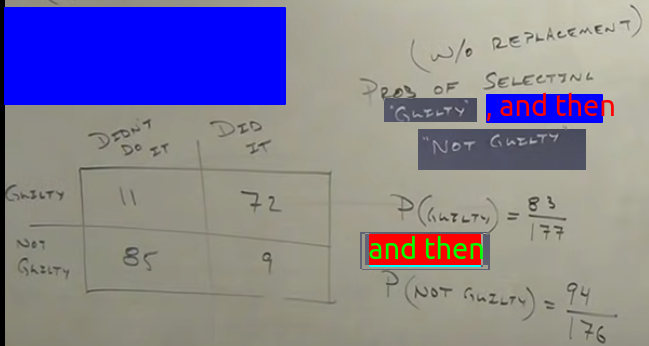 (W/O REPLACEMENT)
PROB OF SELECTING
"GUILTY" , and then
"NOT GUILTY"
DIDN'T DO IT
DID IT
GUILTY 11 72
NOT GUILTY 85 9
P(GUILTY) = 83/177
and then
P(NOT GUILTY) = 94/176